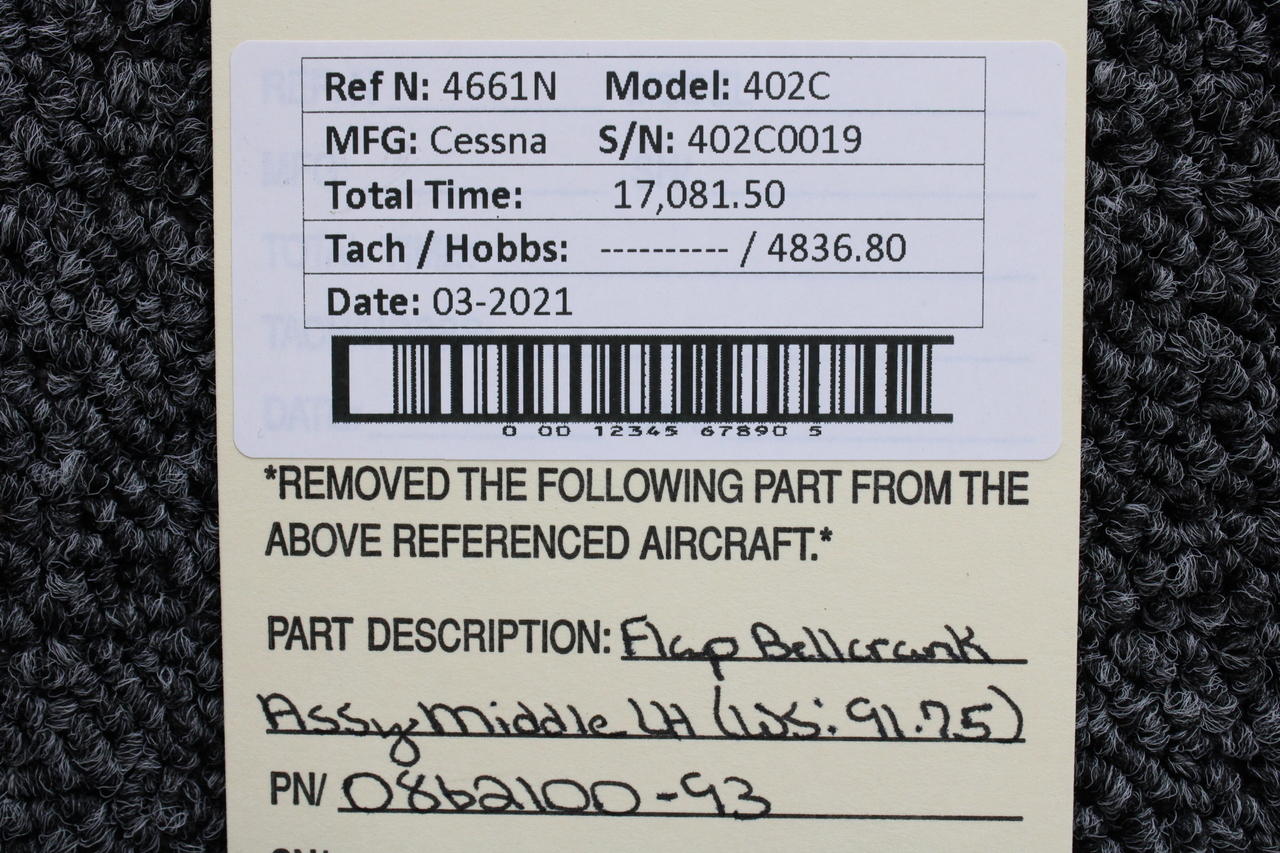 Ref N: 4661N Model: 402C
MFG: Cessna S/N: 402C0019
Total Time: 17,081.50
Tach / Hobbs: ---------- / 4836.80
Date: 03-2021
0 00 12345 67890 5
*REMOVED THE FOLLOWING PART FROM THE
ABOVE REFERENCED AIRCRAFT.*
PART DESCRIPTION: Flap Bellcrank
Assy Middle LH (WS: 91.75)
PN/ 0862100-93